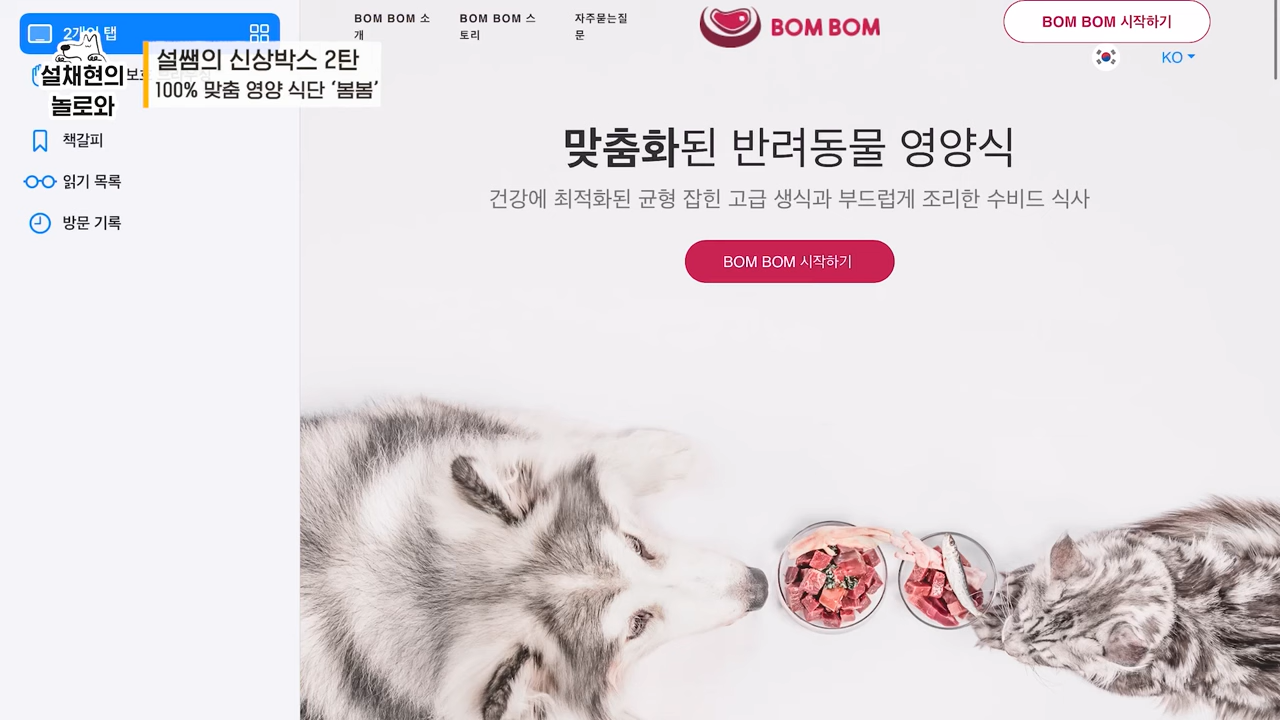 2개의 탭
설채현의
놀로와
설쌤의 신상박스 2탄
100% 맞춤 영양 식단 ‘봄봄’
책갈피
읽기 목록
방문 기록
BOM BOM 소
개
BOM BOM 스
토리
자주묻는질
문
BOM BOM
BOM BOM 시작하기
KO
맞춤화된 반려동물 영양식
건강에 최적화된 균형 잡힌 고급 생식과 부드럽게 조리한 수비드 식사
BOM BOM 시작하기